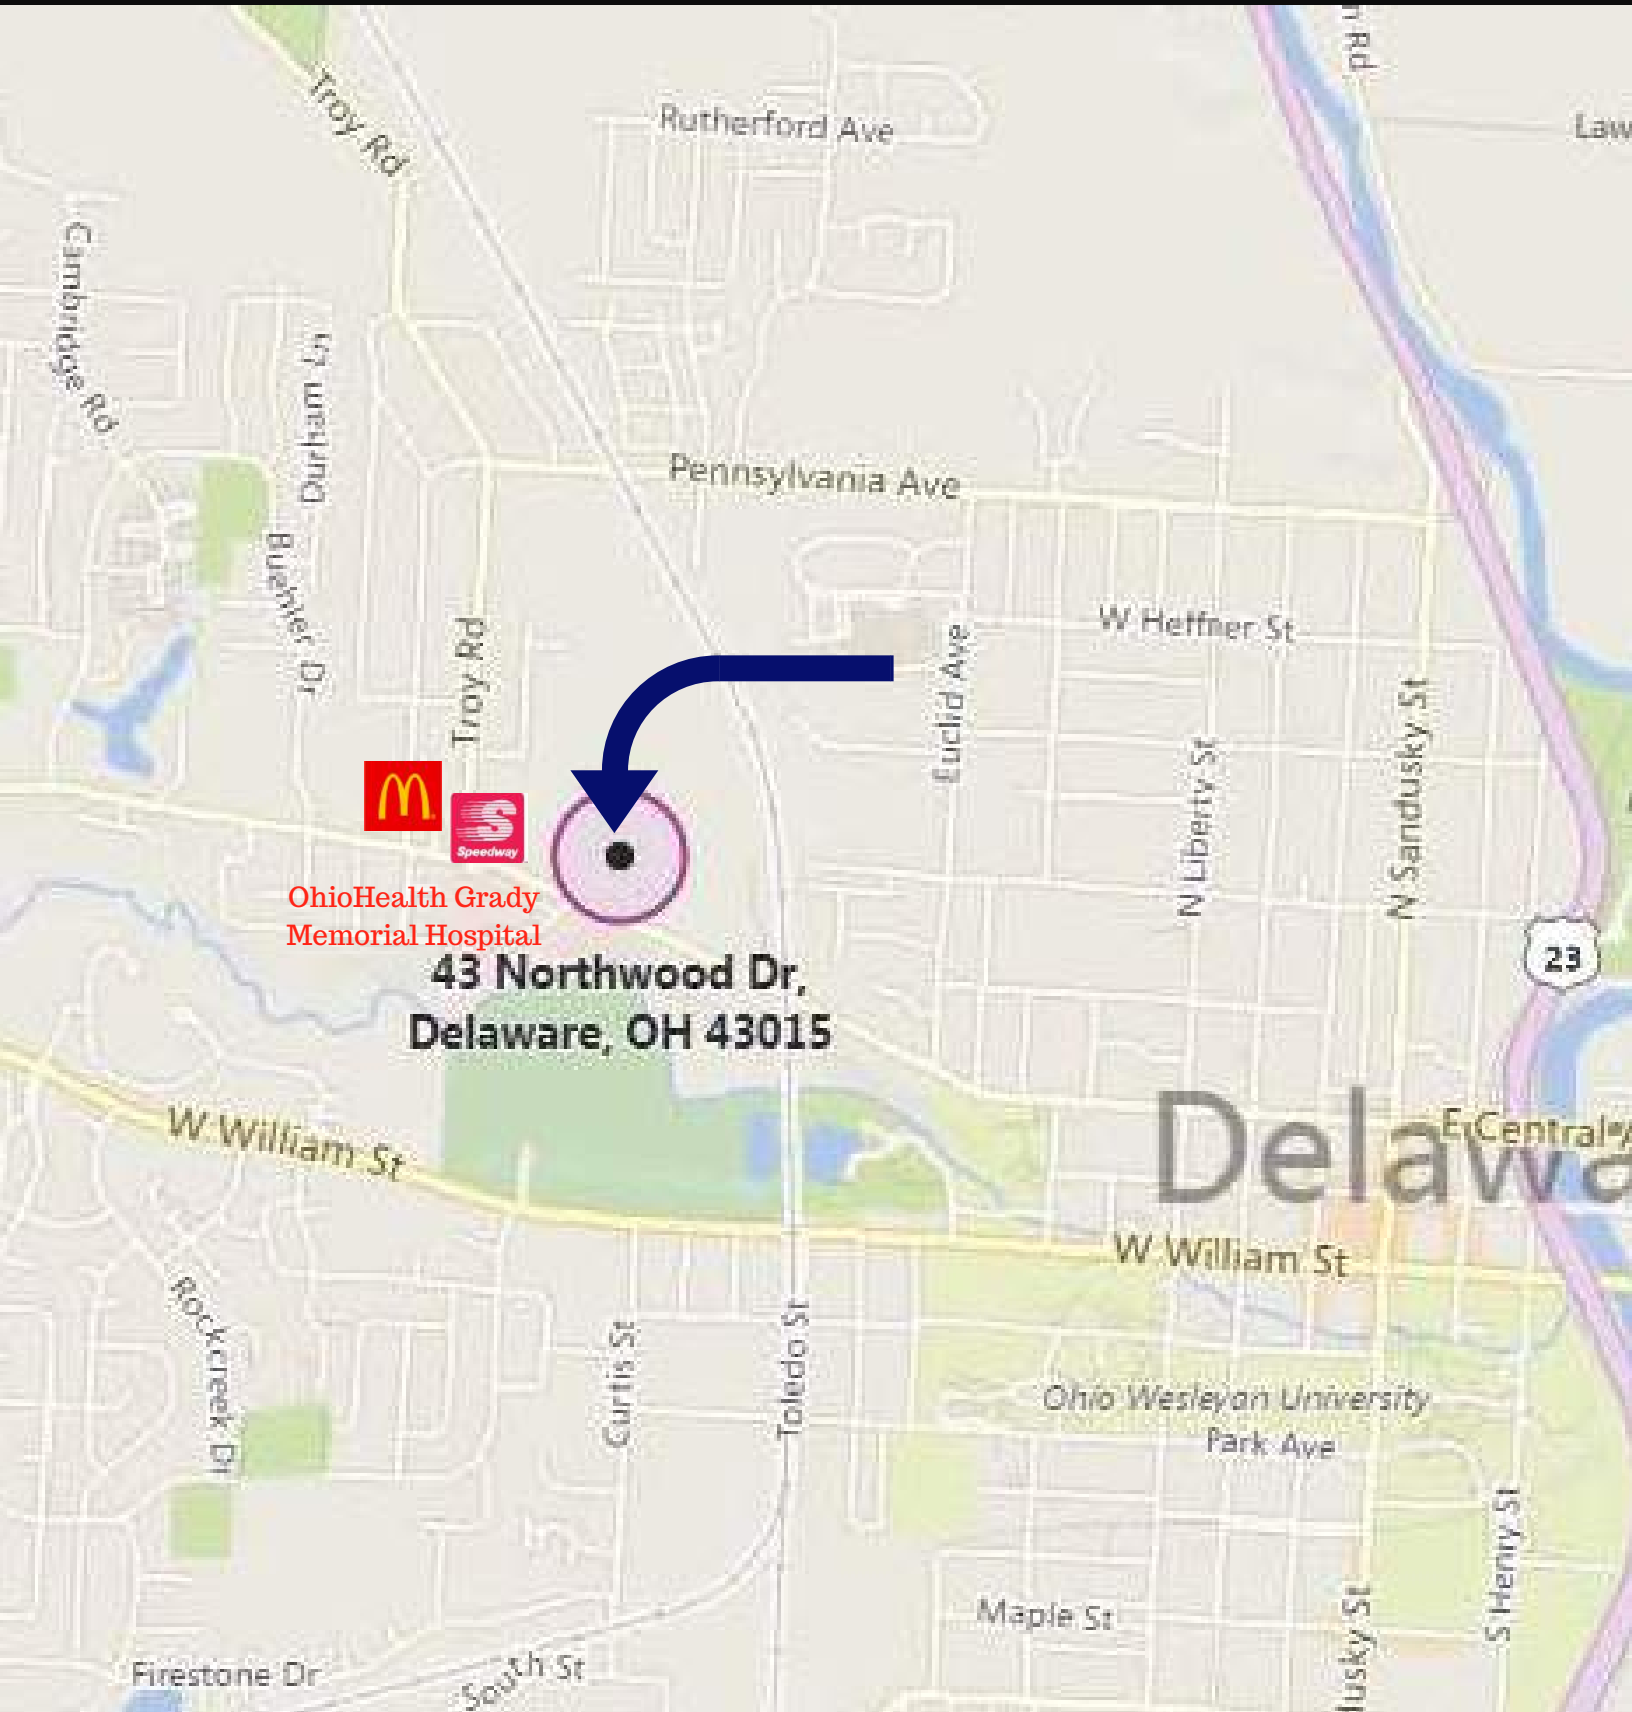 Troy Rd
Rutherford Ave
Law
Cambridge Rd
Durham Ln
Pennsylvania Ave
Buehler Dr
Troy Rd
W Heffner St
Euclid Ave
N Liberty St
N Sandusky St
Speedway
OhioHealth Grady
Memorial Hospital
23
43 Northwood Dr,
Delaware, OH 43015
W William St
Delawa
E Central
W William St
Rockcreek Dr
Curtis St
Toledo St
Ohio Wesleyan University
Park Ave
S Henry St
Maple St
usky St
Firestone Dr
South St